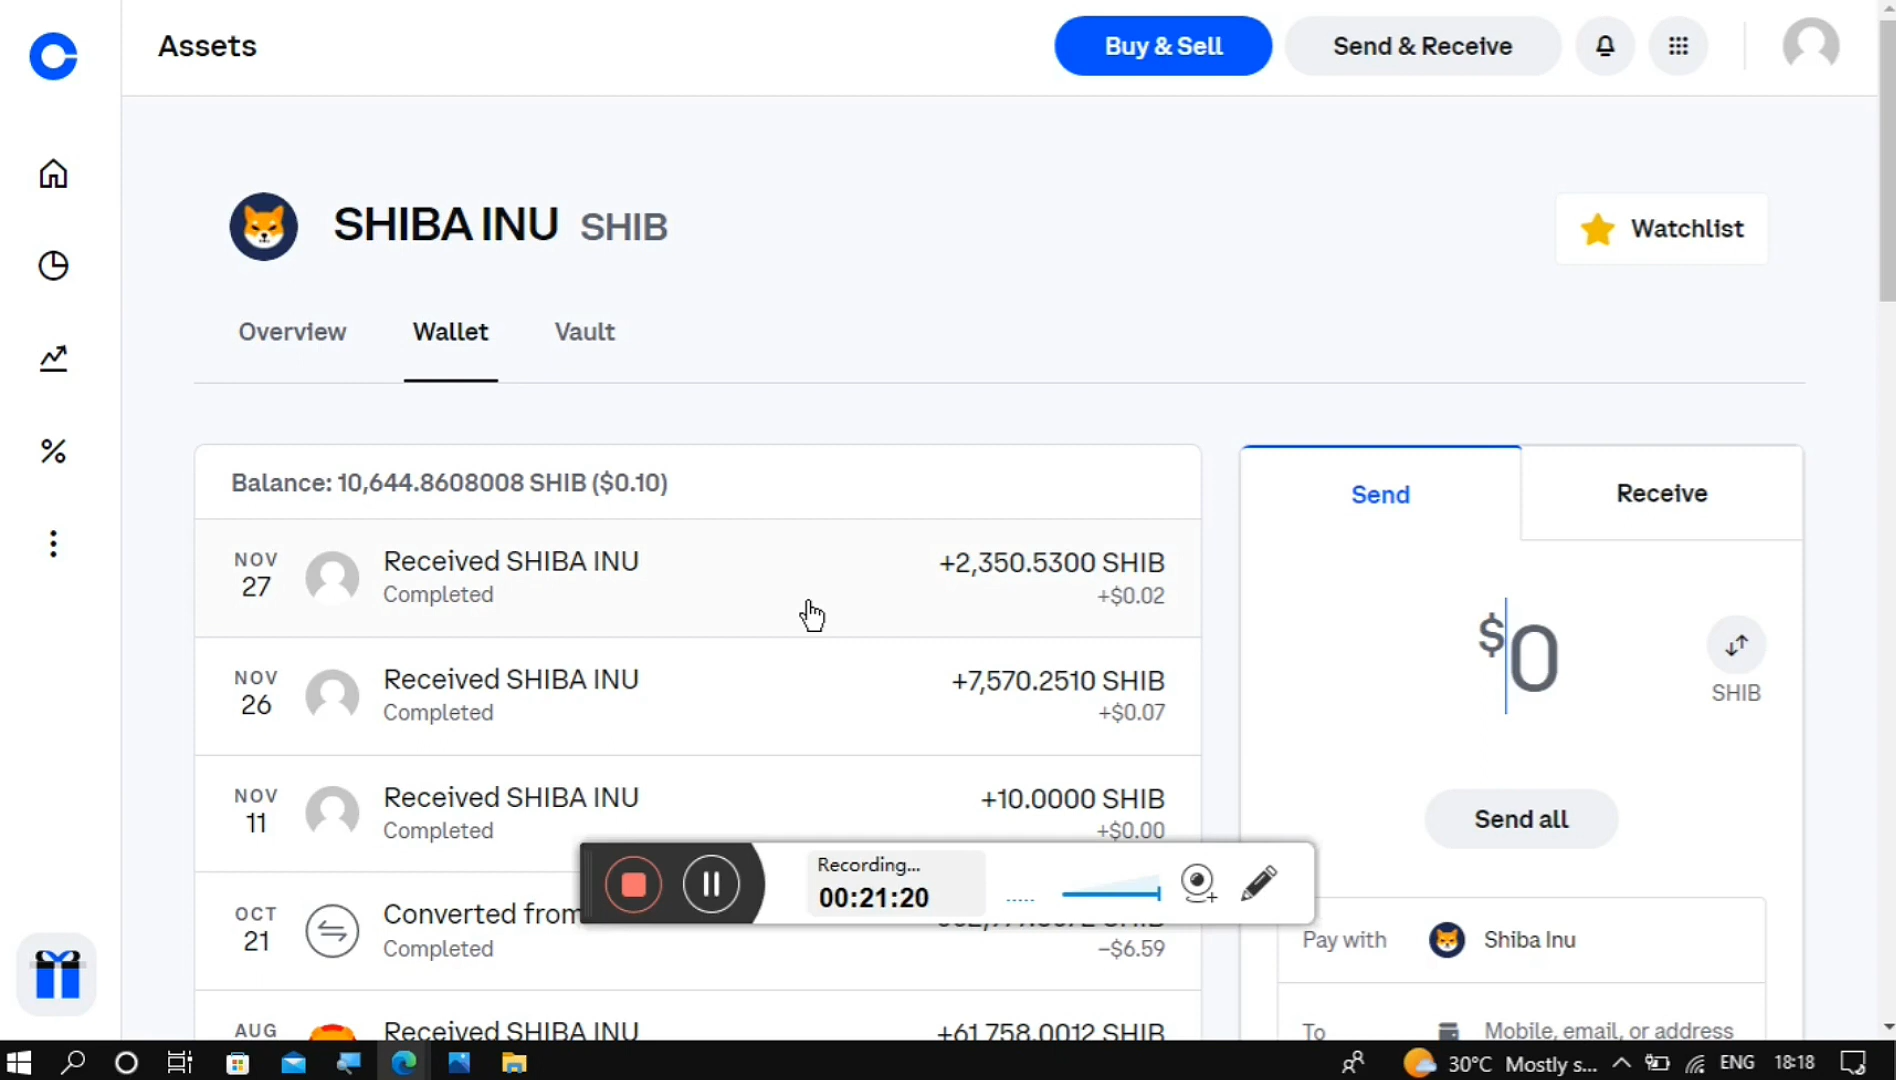 Assets
Buy & Sell
Send & Receive
SHIBA INU SHIB
Watchlist
Overview
Wallet
Vault
Balance: 10,644.8608008 SHIB ($0.10)
NOV 27
Received SHIBA INU
Completed
+2,350.5300 SHIB
+$0.02
NOV 26
Received SHIBA INU
Completed
+7,570.2510 SHIB
+$0.07
NOV 11
Received SHIBA INU
Completed
+10.0000 SHIB
+$0.00
OCT 21
Converted from
Completed
−$6.59
AUG
Received SHIBA INU
+61,758.0012 SHIB
Send
Receive
$0
SHIB
Send all
Pay with
Shiba Inu
To
Mobile, email, or address
Recording...
00:21:20
30°C Mostly s...
ENG
18:18